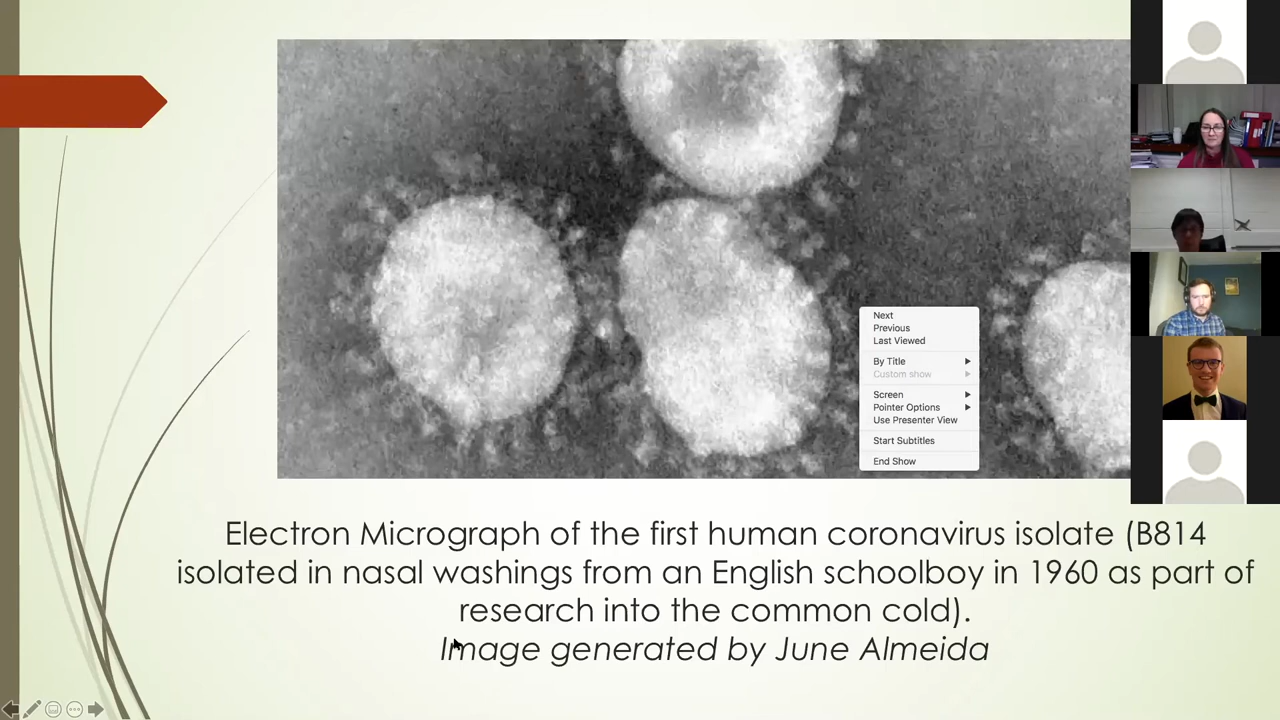 Next
Previous
Last Viewed
By Title
Custom show
Screen
Pointer Options
Use Presenter View
Start Subtitles
End Show
Electron Micrograph of the first human coronavirus isolate (B814
isolated in nasal washings from an English schoolboy in 1960 as part of
research into the common cold).
Image generated by June Almeida